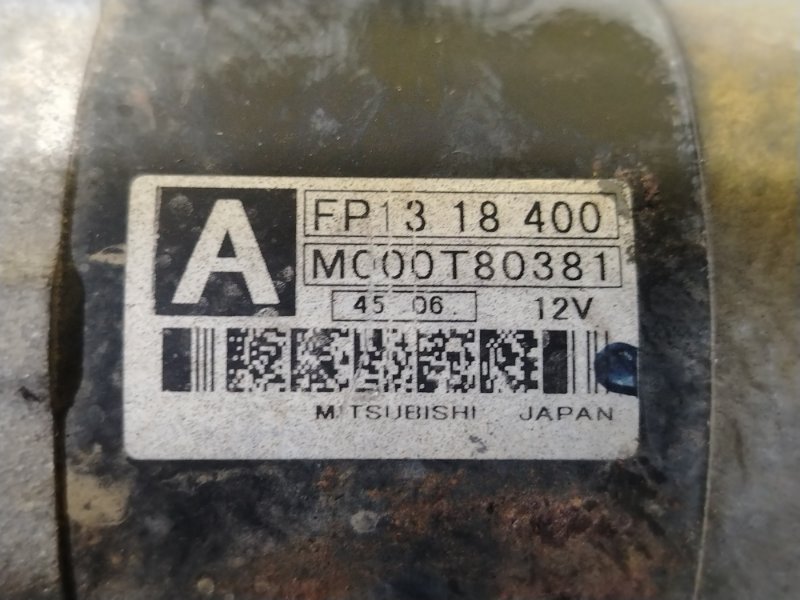 A
FP13 18 400
M000T80381
45 06
12V
MITSUBISHI JAPAN